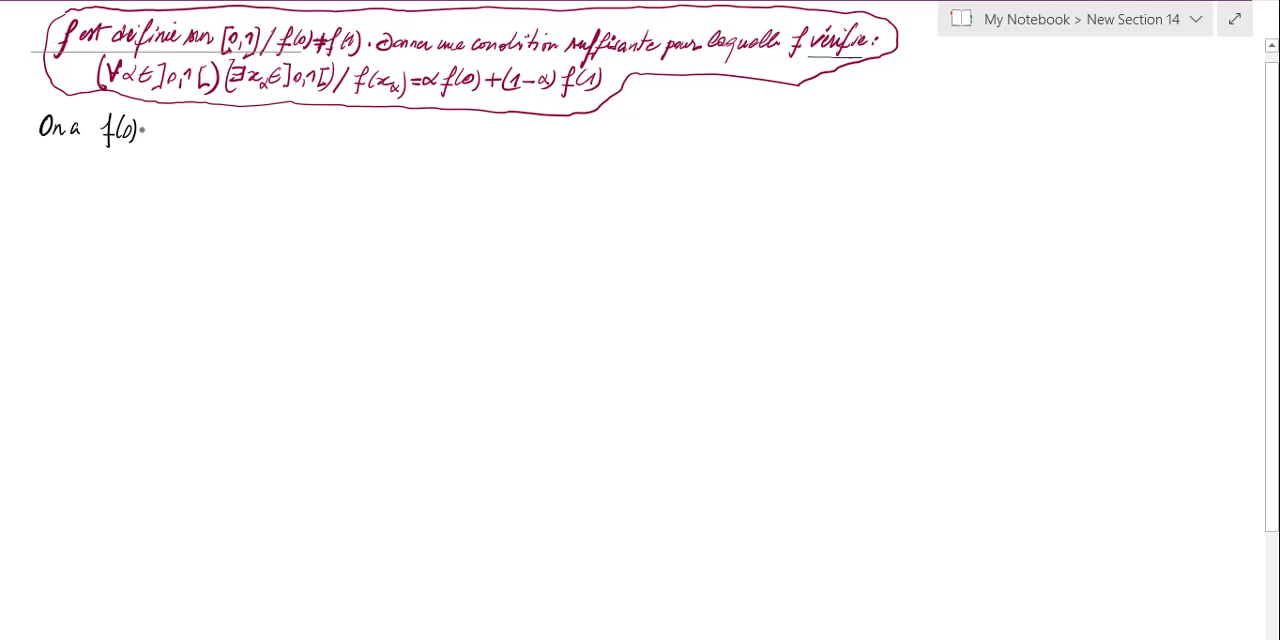 My Notebook > New Section 14
f est définie sur [0,1] / f(0)≠f(1). Donner une condition suffisante pour laquelle f vérifie :
(∀α∈]0,1[) (∃x_α∈]0,1[) / f(x_α)=αf(0)+(1-α)f(1)
On a f(0)